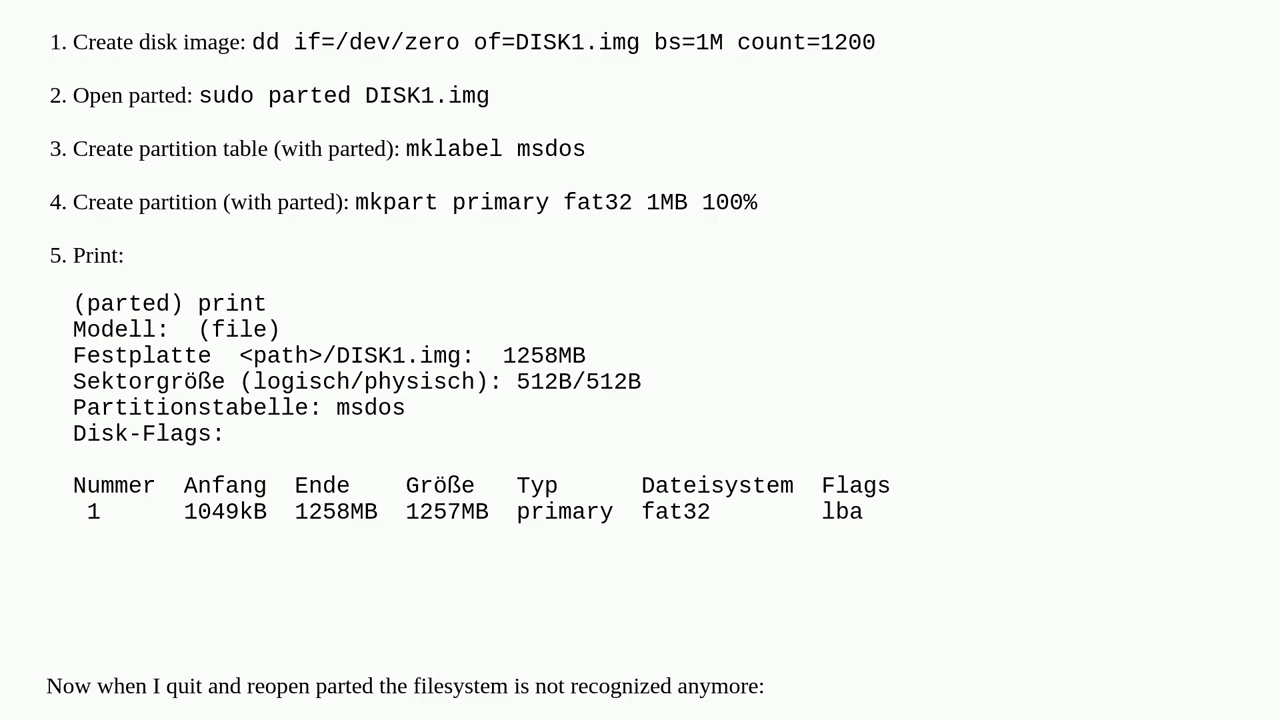 1. Create disk image: dd if=/dev/zero of=DISK1.img bs=1M count=1200
2. Open parted: sudo parted DISK1.img
3. Create partition table (with parted): mklabel msdos
4. Create partition (with parted): mkpart primary fat32 1MB 100%
5. Print:
(parted) print
Modell:  (file)
Festplatte  <path>/DISK1.img:  1258MB
Sektorgröße (logisch/physisch): 512B/512B
Partitionstabelle: msdos
Disk-Flags:
Nummer  Anfang  Ende    Größe   Typ      Dateisystem  Flags
 1      1049kB  1258MB  1257MB  primary  fat32        lba
Now when I quit and reopen parted the filesystem is not recognized anymore: